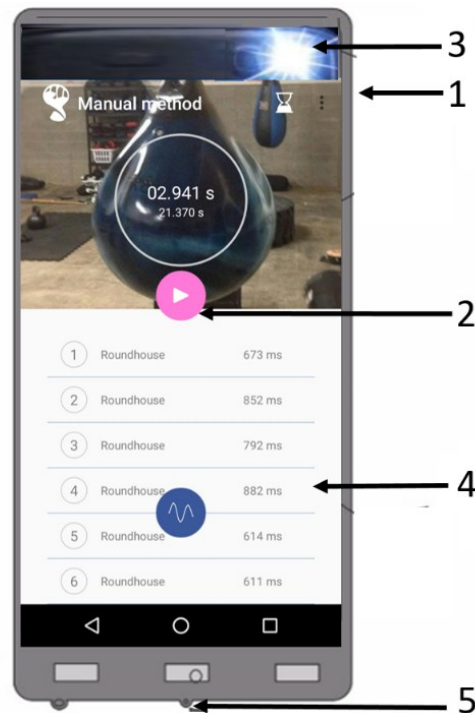 3
Manual method
1
02.941 s
21.370 s
2
1 Roundhouse 673 ms
2 Roundhouse 852 ms
3 Roundhouse 792 ms
4 Roundhouse 882 ms
4
5 Roundhouse 614 ms
6 Roundhouse 611 ms
5